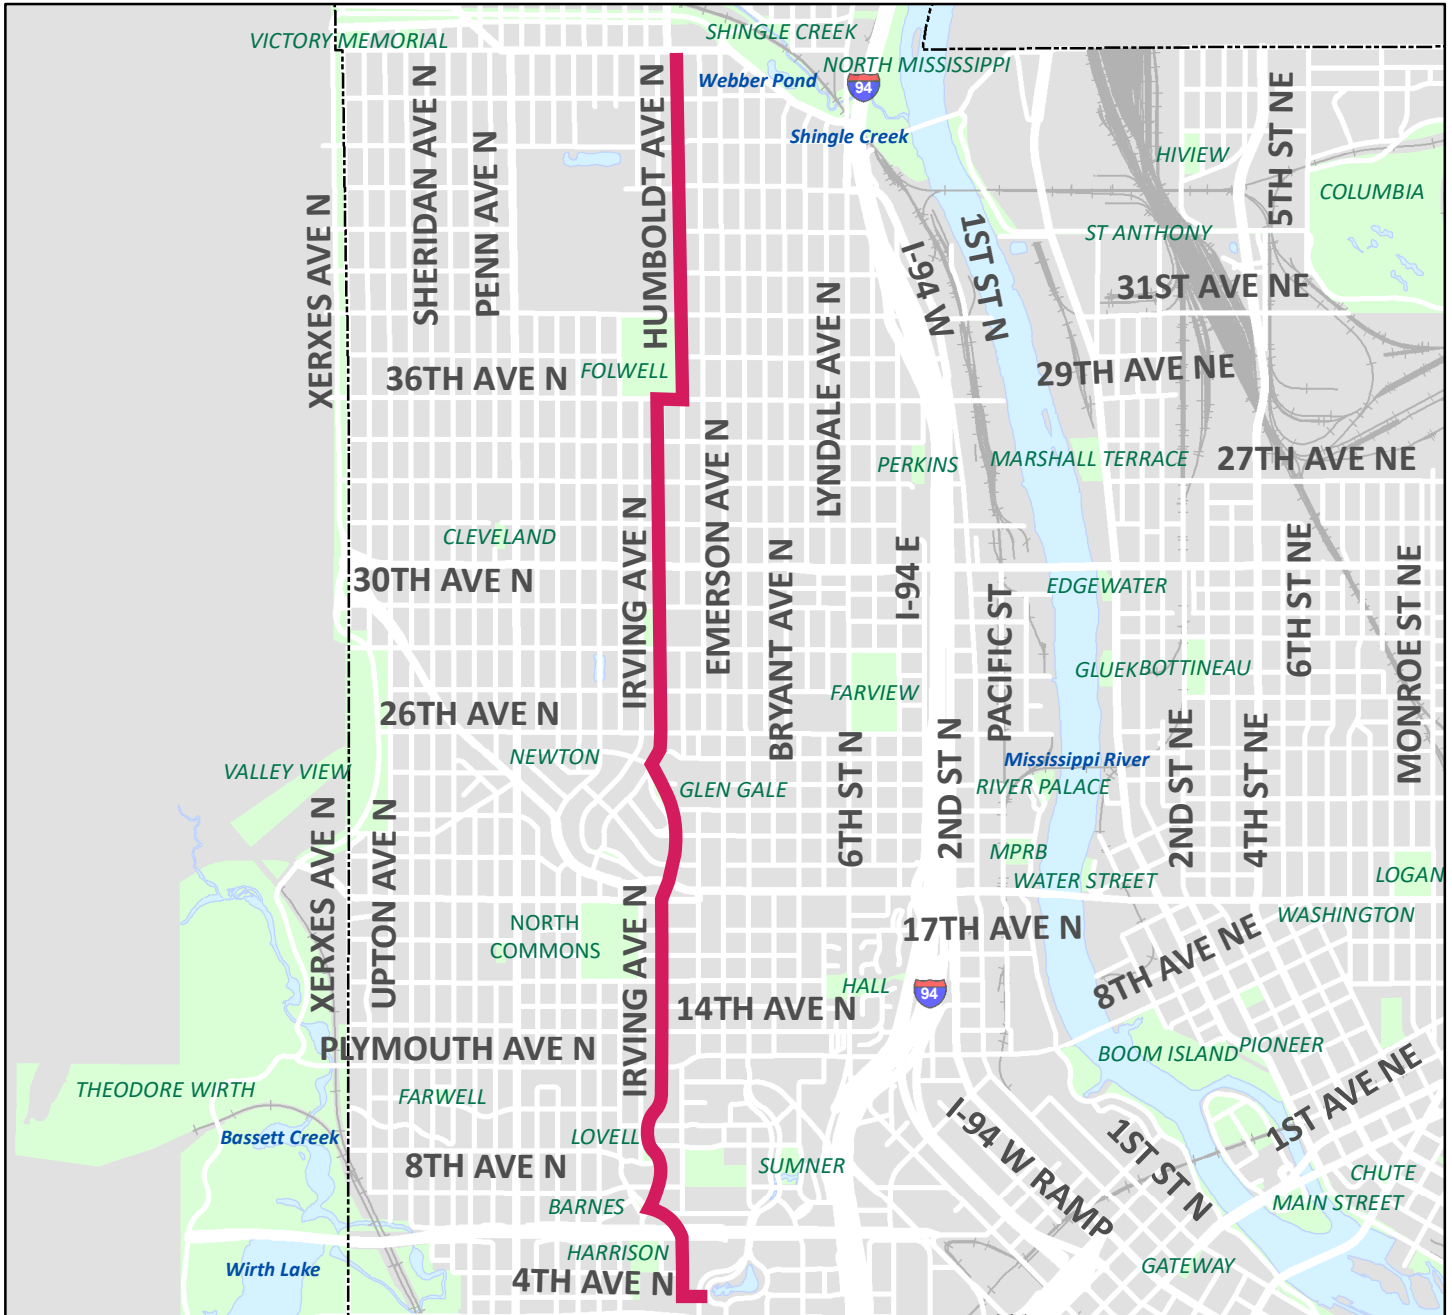 VICTORY MEMORIAL
SHINGLE CREEK
NORTH MISSISSIPPI
Webber Pond
94
Shingle Creek
HUMBOLDT AVE N
SHERIDAN AVE N
PENN AVE N
XERXES AVE N
5TH ST NE
HIVIEW
COLUMBIA
ST ANTHONY
1ST ST N
I-94 W
31ST AVE NE
LYNDALE AVE N
36TH AVE N
FOLWELL
29TH AVE NE
EMERSON AVE N
PERKINS
MARSHALL TERRACE
27TH AVE NE
CLEVELAND
IRVING AVE N
30TH AVE N
BRYANT AVE N
I-94 E
PACIFIC ST
EDGEWATER
6TH ST NE
MONROE ST NE
GLUEK
BOTTINEAU
FARVIEW
26TH AVE N
NEWTON
VALLEY VIEW
GLEN GALE
6TH ST N
2ND ST N
Mississippi River
RIVER PALACE
2ND ST NE
4TH ST NE
XERXES AVE N
UPTON AVE N
MPRB
WATER STREET
LOGAN
WASHINGTON
NORTH
COMMONS
IRVING AVE N
17TH AVE N
8TH AVE NE
HALL
94
14TH AVE N
PLYMOUTH AVE N
BOOM ISLAND
PIONEER
THEODORE WIRTH
FARWELL
1ST AVE NE
Bassett Creek
LOVELL
I-94 W RAMP
1ST ST N
8TH AVE N
SUMNER
CHUTE
BARNES
MAIN STREET
HARRISON
Wirth Lake
4TH AVE N
GATEWAY